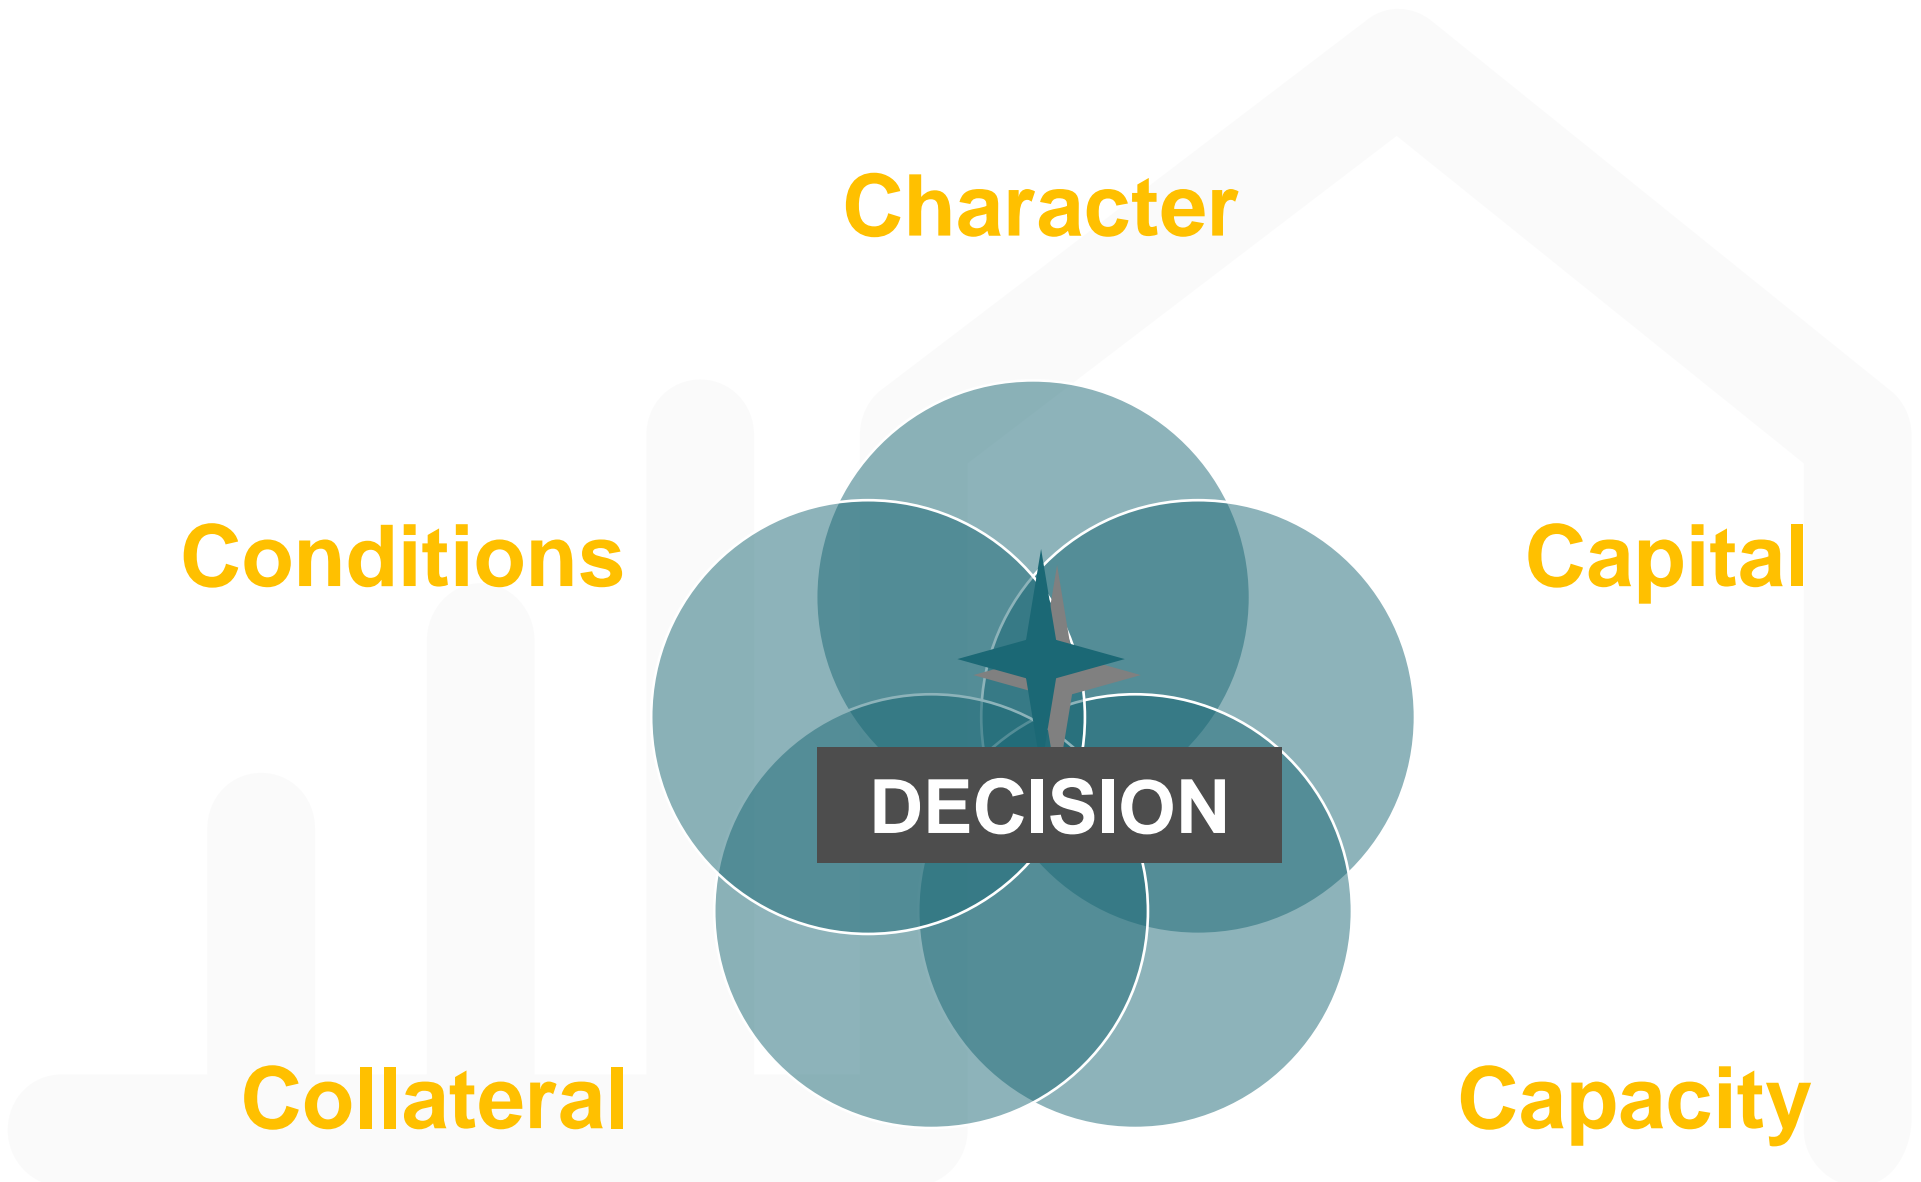 Character
Conditions
Capital
DECISION
Collateral
Capacity